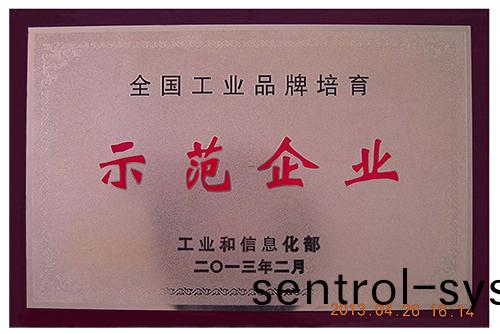 全国工业品牌培育
示范企业
工业和信息化部
二〇一三年二月
sentrol-sys
2013.04.26 16:14